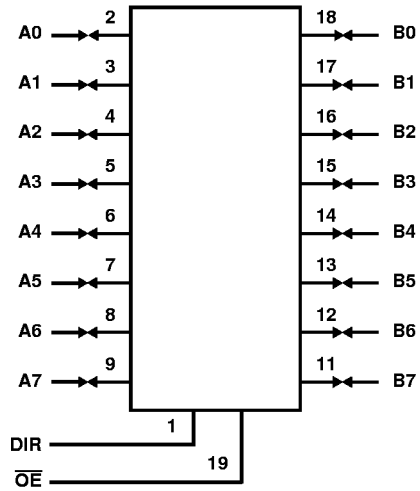 A0 2 18 B0
A1 3 17 B1
A2 4 16 B2
A3 5 15 B3
A4 6 14 B4
A5 7 13 B5
A6 8 12 B6
A7 9 11 B7
DIR 1
O̅E̅ 19